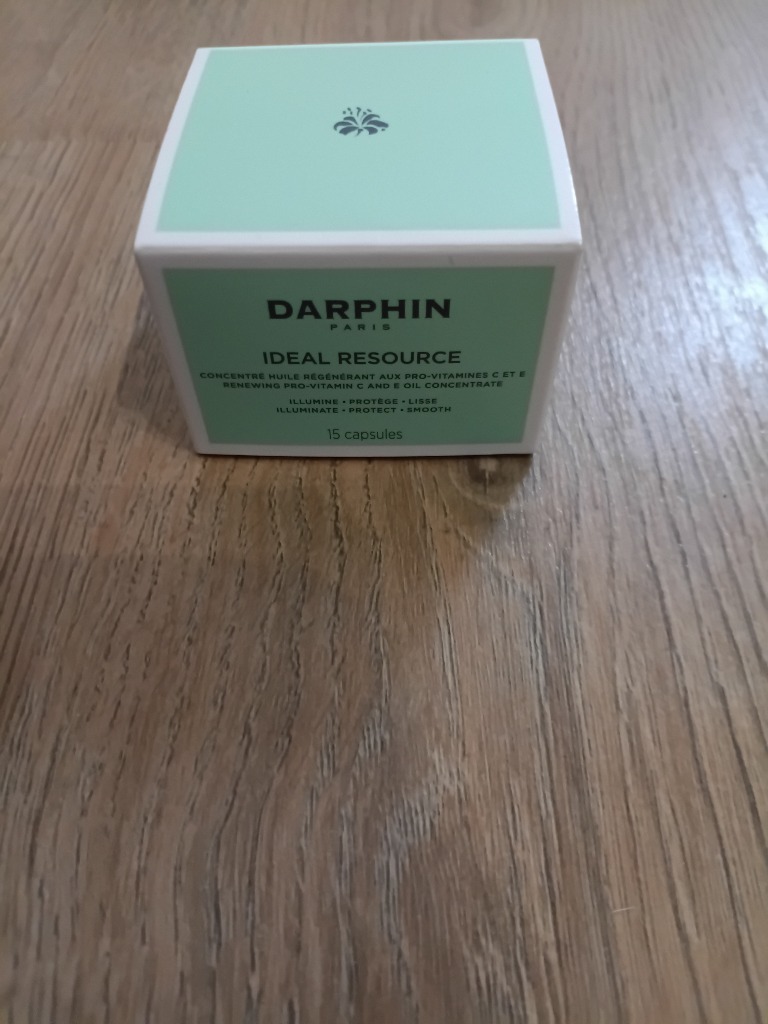 DARPHIN
PARIS
IDEAL RESOURCE
CONCENTRÉ HUILE RÉGÉNÉRANT AUX PRO-VITAMINES C ET E
RENEWING PRO-VITAMIN C AND E OIL CONCENTRATE
ILLUMINE • PROTÈGE • LISSE
ILLUMINATE • PROTECT • SMOOTH
15 capsules